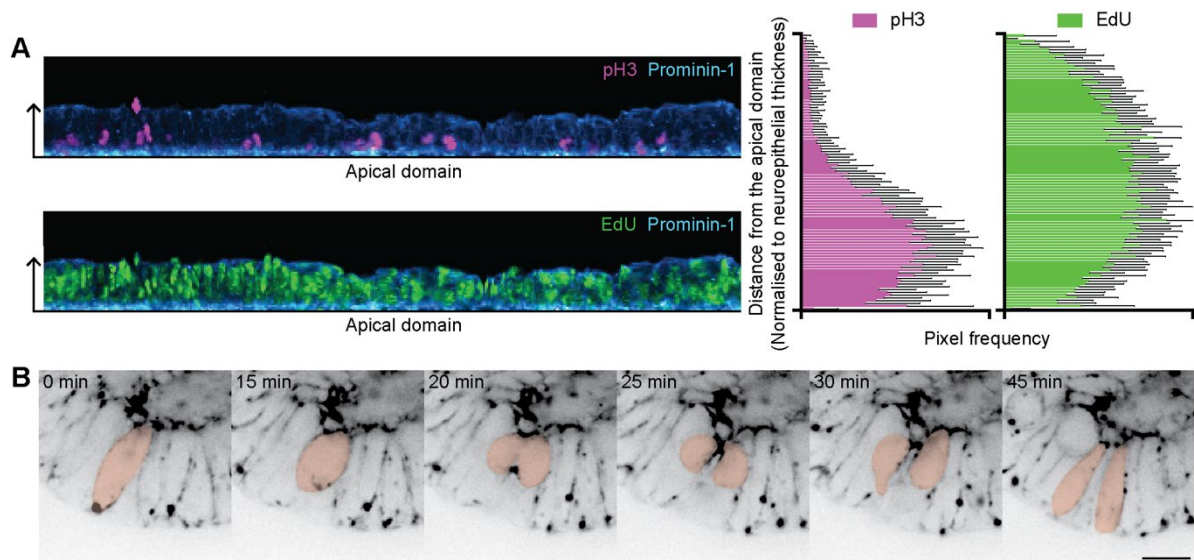 A
pH3 Prominin-1
Apical domain
EdU Prominin-1
Apical domain
Distance from the apical domain
(Normalised to neuroepithelial thickness)
pH3
EdU
Pixel frequency
B
0 min
15 min
20 min
25 min
30 min
45 min